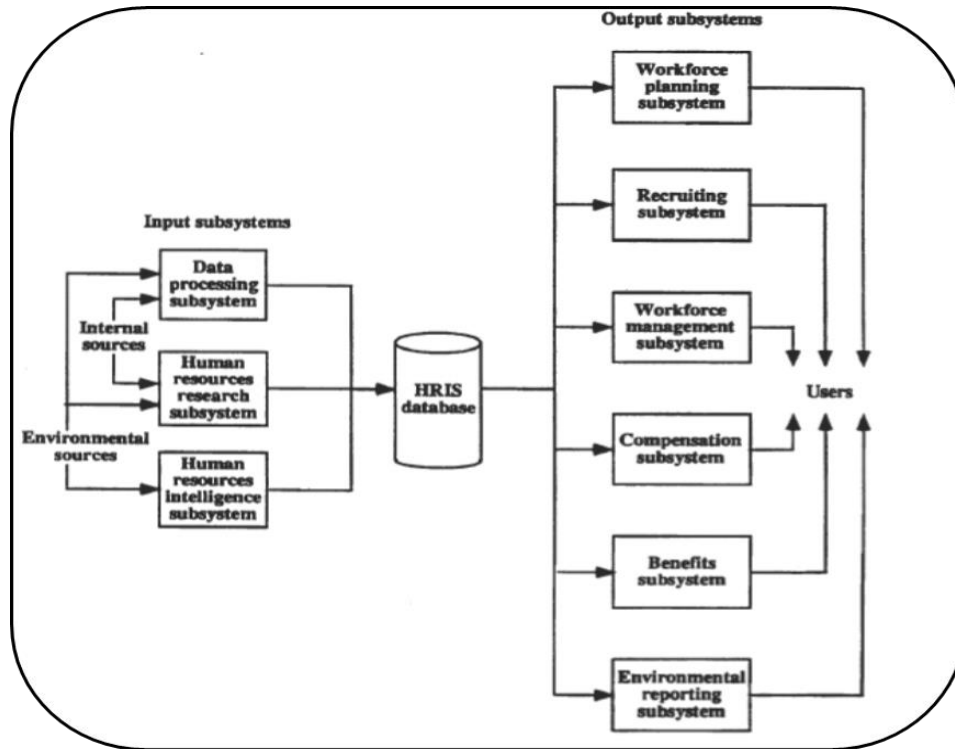 Output subsystems
Workforce
planning
subsystem
Recruiting
subsystem
Input subsystems
Data
processing
subsystem
Workforce
management
subsystem
Internal
sources
Human
resources
research
subsystem
HRIS
database
Users
Environmental
sources
Compensation
subsystem
Human
resources
intelligence
subsystem
Benefits
subsystem
Environmental
reporting
subsystem